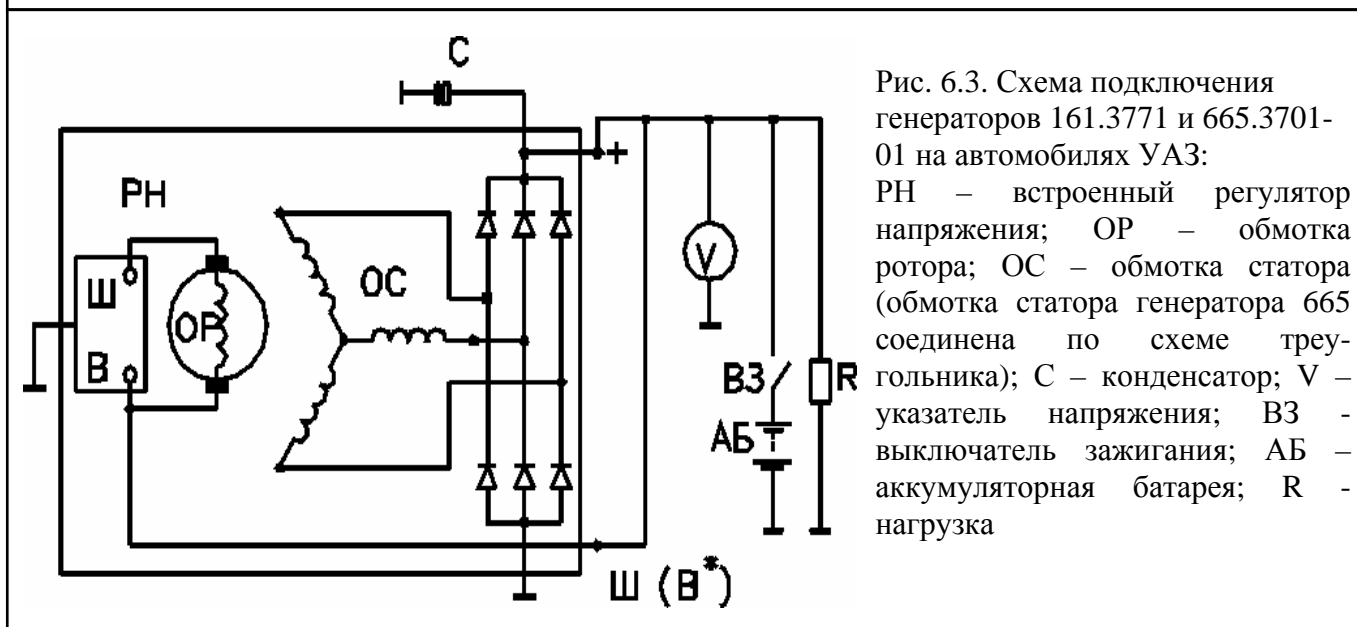 С
РН
+
Ш
ОР
ОС
V
В
ВЗ
R
АБ
Ш (В*)
Рис. 6.3. Схема подключения
генераторов 161.3771 и 665.3701-
01 на автомобилях УАЗ:
РН – встроенный регулятор
напряжения; ОР – обмотка
ротора; ОС – обмотка статора
(обмотка статора генератора 665
соединена по схеме треу-
гольника); С – конденсатор; V –
указатель напряжения; ВЗ -
выключатель зажигания; АБ –
аккумуляторная батарея; R -
нагрузка